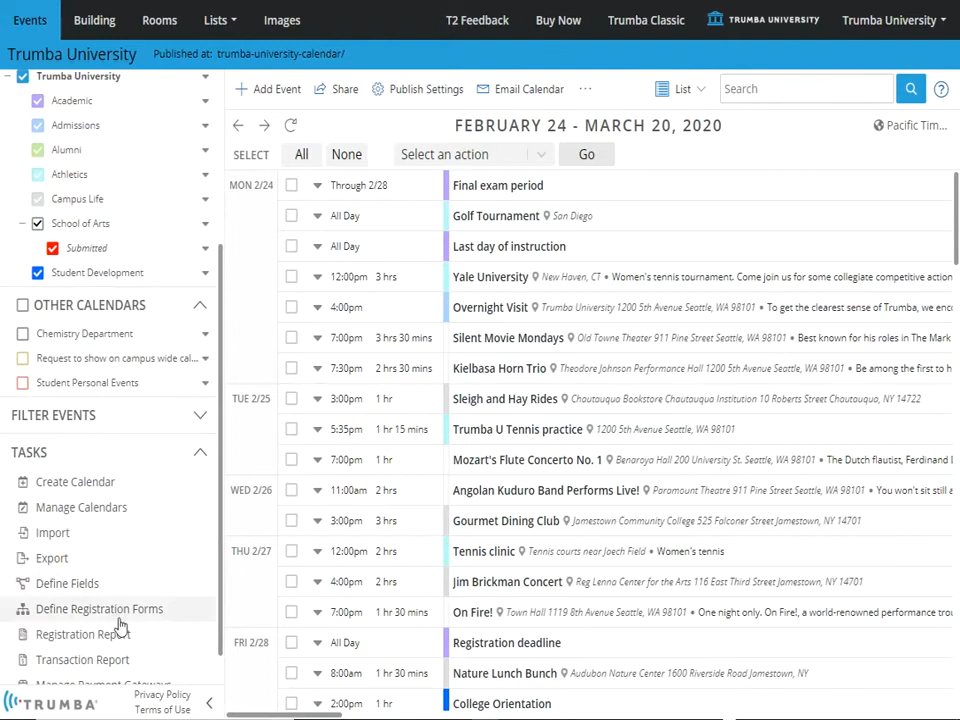 Events Building Rooms Lists Images T2 Feedback Buy Now Trumba Classic TRUMBA UNIVERSITY Trumba University
Trumba University Published at: trumba-university-calendar/
Trumba University
Academic
Admissions
Alumni
Athletics
Campus Life
School of Arts
Submitted
Student Development
OTHER CALENDARS
Chemistry Department
Request to show on campus wide cal...
Student Personal Events
FILTER EVENTS
TASKS
Create Calendar
Manage Calendars
Import
Export
Define Fields
Define Registration Forms
Registration Report
Transaction Report
Manage Payment Gateways
TRUMBA®
Privacy Policy
Terms of Use
Add Event Share Publish Settings Email Calendar ... List Search
FEBRUARY 24 - MARCH 20, 2020 Pacific Tim...
SELECT All None Select an action Go
MON 2/24 Through 2/28 Final exam period
All Day Golf Tournament San Diego
All Day Last day of instruction
12:00pm 3 hrs Yale University New Haven, CT • Women's tennis tournament. Come join us for some collegiate competitive action
4:00pm Overnight Visit Trumba University 1200 5th Avenue Seattle, WA 98101 • To get the clearest sense of Trumba, we enc
7:00pm 3 hrs 30 mins Silent Movie Mondays Old Towne Theater 911 Pine Street Seattle, WA 98101 • Best known for his roles in The Mark
7:30pm 2 hrs 30 mins Kielbasa Horn Trio Theodore Johnson Performance Hall 1200 5th Avenue Seattle, WA 98101 • Be among the first to h
TUE 2/25 3:00pm 1 hr Sleigh and Hay Rides Chautauqua Bookstore Chautauqua Institution 10 Roberts Street Chautauquo, NY 14722
5:35pm 1 hr 15 mins Trumba U Tennis practice 1200 5th Avenue Seattle, WA 98101
7:00pm 1 hr Mozart's Flute Concerto No. 1 Benaroya Hall 200 University St. Seattle, WA 98101 • The Dutch flautist, Ferdinand
WED 2/26 11:00am 2 hrs Angolan Kuduro Band Performs Live! Paramount Theatre 911 Pine Street Seattle, WA 98101 • You won't sit still a
3:00pm 3 hrs Gourmet Dining Club Jamestown Community College 525 Falconer Street Jamestown, NY 14701
THU 2/27 12:00pm 2 hrs Tennis clinic Tennis courts near Jaech Field • Women's tennis
4:00pm 2 hrs Jim Brickman Concert Reg Lenna Center for the Arts 116 East Third Street Jamestown, NY 14701
7:00pm 1 hr 30 mins On Fire! Town Hall 1119 8th Avenue Seattle, WA 98101 • One night only. On Fire!, a world-renowned performance trou
FRI 2/28 All Day Registration deadline
8:00am 1 hr 30 mins Nature Lunch Bunch Audubon Nature Center 1600 Riverside Road Jamestown, NY
2:00pm 1 hr College Orientation